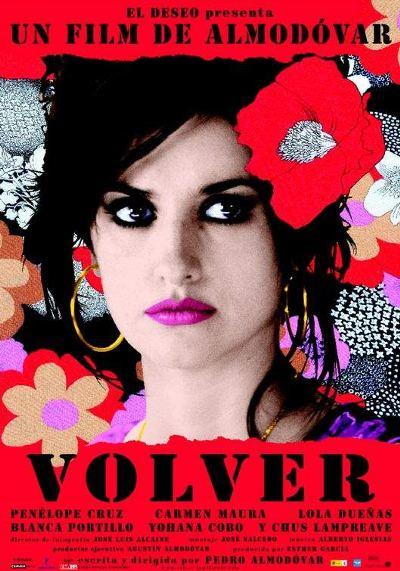 EL DESEO presenta
UN FILM DE ALMODÓVAR
VOLVER
PENÉLOPE CRUZ CARMEN MAURA LOLA DUEÑAS
BLANCA PORTILLO YOHANA COBO Y CHUS LAMPREAVE
director de fotografía JOSÉ LUIS ALCAINE montaje JOSÉ SALCEDO música ALBERTO IGLESIAS
productor ejecutivo AGUSTÍN ALMODÓVAR producida por ESTHER GARCÍA
escrita y dirigida por PEDRO ALMODÓVAR